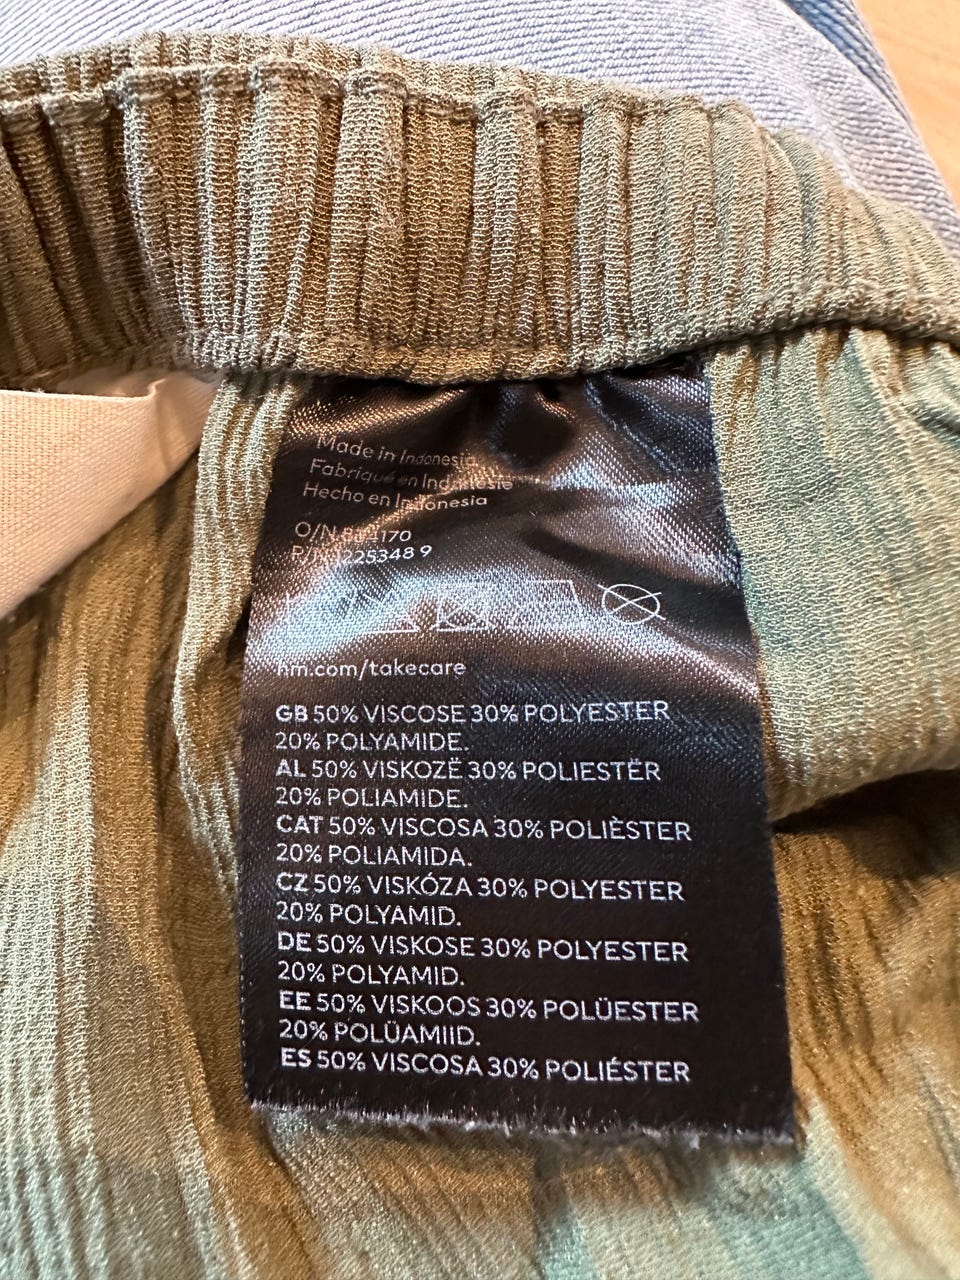 Made in Indonesia
Fabriqué en Indonésie
Hecho en Indonesia
O/N
P/N 1225348 9
hm.com/takecare
GB 50% VISCOSE 30% POLYESTER
20% POLYAMIDE.
AL 50% VISKOZË 30% POLIESTËR
20% POLIAMIDE.
CAT 50% VISCOSA 30% POLIÈSTER
20% POLIAMIDA.
CZ 50% VISKÓZA 30% POLYESTER
20% POLYAMID.
DE 50% VISKOSE 30% POLYESTER
20% POLYAMID.
EE 50% VISKOOS 30% POLÜESTER
20% POLÜAMIID.
ES 50% VISCOSA 30% POLIÉSTER